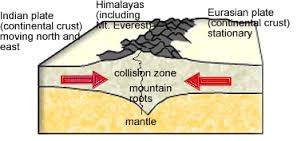 Indian plate
(continental crust)
moving north and
east
Himalayas
(including
Mt. Everest)
Eurasian plate
(continental crust)
stationary
collision zone
mountain
roots
mantle